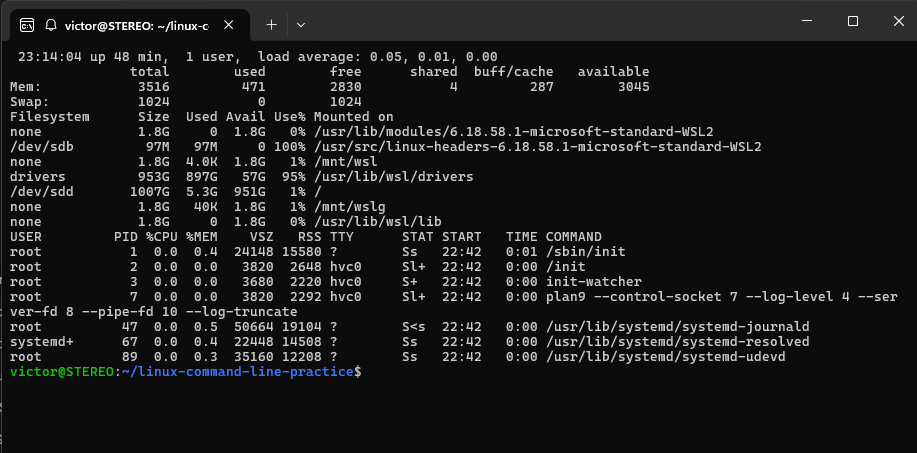 victor@STEREO: ~/linux-c
23:14:04 up 48 min,  1 user,  load average: 0.05, 0.01, 0.00
               total        used        free      shared  buff/cache   available
Mem:            3516         471        2830           4         287        3045
Swap:           1024           0        1024
Filesystem      Size  Used Avail Use% Mounted on
none            1.8G     0  1.8G   0% /usr/lib/modules/6.18.58.1-microsoft-standard-WSL2
/dev/sdb         97M   97M     0 100% /usr/src/linux-headers-6.18.58.1-microsoft-standard-WSL2
none            1.8G  4.0K  1.8G   1% /mnt/wsl
drivers         953G  897G   57G  95% /usr/lib/wsl/drivers
/dev/sdd       1007G  5.3G  951G   1% /
none            1.8G   40K  1.8G   1% /mnt/wslg
none            1.8G     0  1.8G   0% /usr/lib/wsl/lib
USER         PID %CPU %MEM    VSZ   RSS TTY      STAT START   TIME COMMAND
root           1  0.0  0.4  24148 15580 ?        Ss   22:42   0:01 /sbin/init
root           2  0.0  0.0   3820  2648 hvc0     Sl+  22:42   0:00 /init
root           3  0.0  0.0   3680  2220 hvc0     S+   22:42   0:00 init-watcher
root           7  0.0  0.0   3820  2292 hvc0     Sl+  22:42   0:00 plan9 --control-socket 7 --log-level 4 --ser
ver-fd 8 --pipe-fd 10 --log-truncate
root          47  0.0  0.5  50664 19104 ?        S<s  22:42   0:00 /usr/lib/systemd/systemd-journald
systemd+      67  0.0  0.4  22448 14508 ?        Ss   22:42   0:00 /usr/lib/systemd/systemd-resolved
root          89  0.0  0.3  35160 12208 ?        Ss   22:42   0:00 /usr/lib/systemd/systemd-udevd
victor@STEREO:~/linux-command-line-practice$